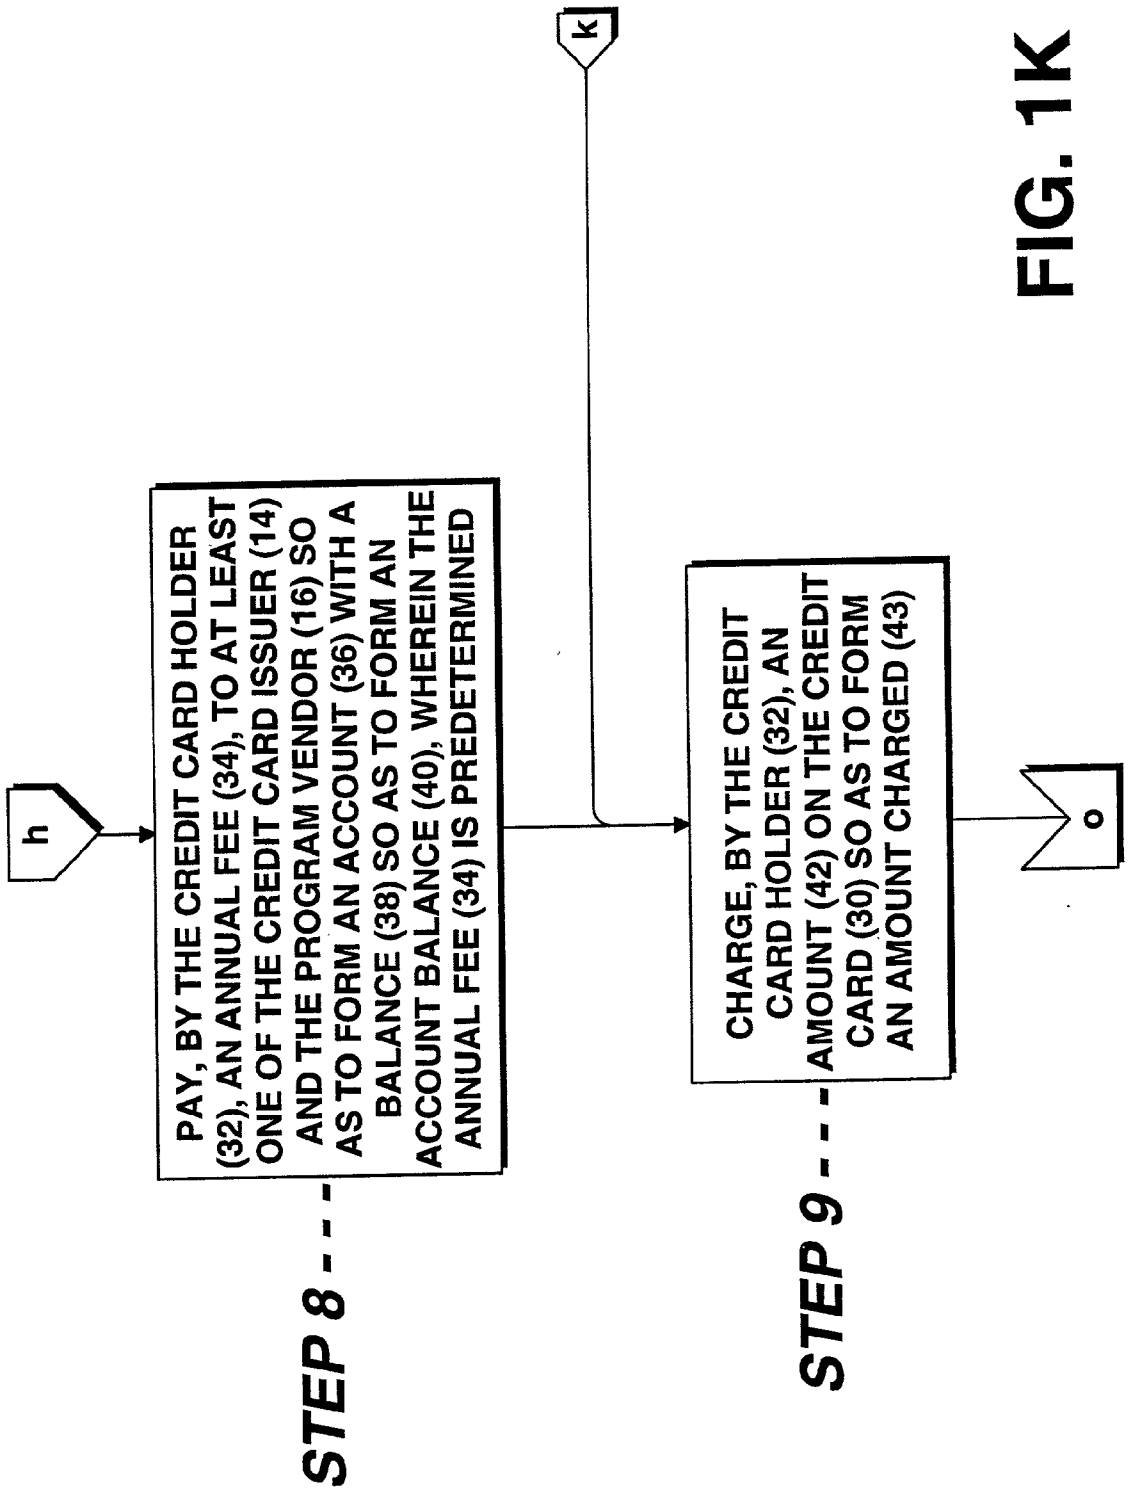 h
PAY, BY THE CREDIT CARD HOLDER
(32), AN ANNUAL FEE (34), TO AT LEAST
ONE OF THE CREDIT CARD ISSUER (14)
AND THE PROGRAM VENDOR (16) SO
AS TO FORM AN ACCOUNT (36) WITH A
BALANCE (38) SO AS TO FORM AN
ACCOUNT BALANCE (40), WHEREIN THE
ANNUAL FEE (34) IS PREDETERMINED
STEP 8 - - -
k
CHARGE, BY THE CREDIT
CARD HOLDER (32), AN
AMOUNT (42) ON THE CREDIT
CARD (30) SO AS TO FORM
AN AMOUNT CHARGED (43)
STEP 9 - - -
o
FIG. 1K